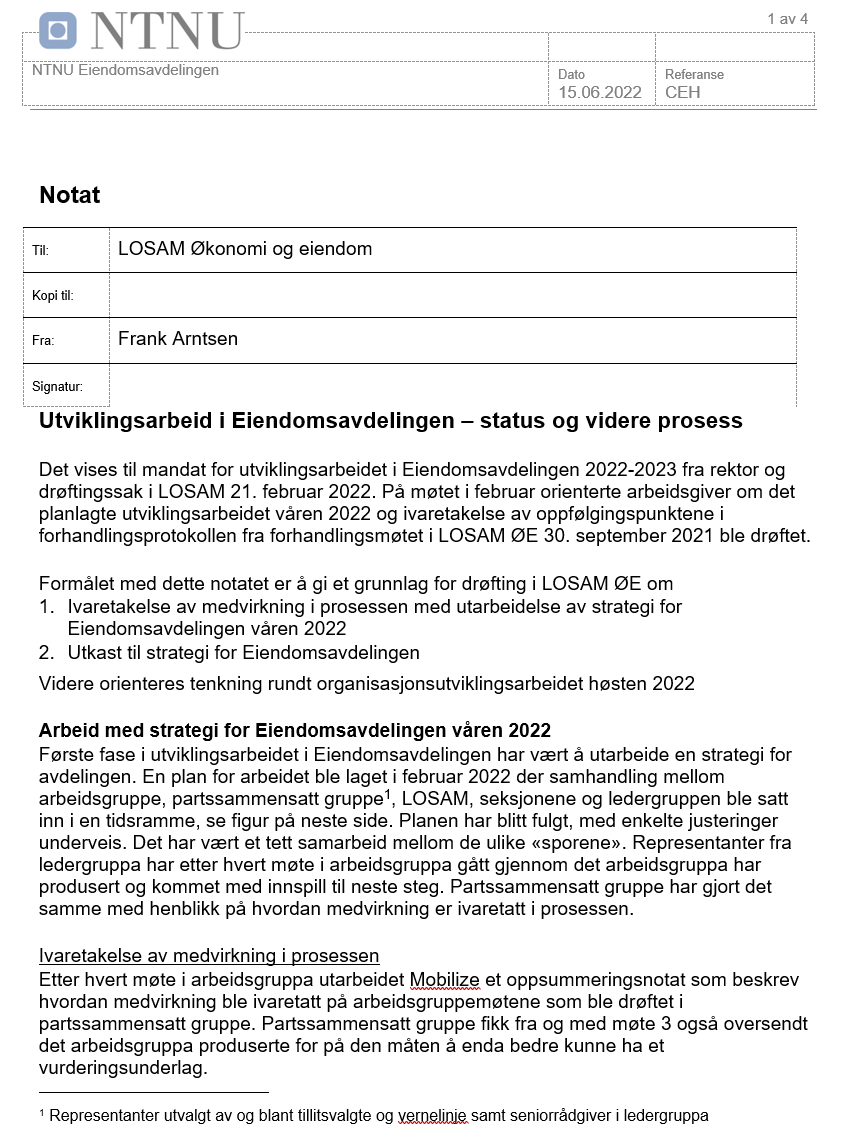 NTNU
1 av 4
NTNU Eiendomsavdelingen
Dato
15.06.2022
Referanse
CEH
Notat
Til: LOSAM Økonomi og eiendom
Kopi til:
Fra: Frank Arntsen
Signatur:
Utviklingsarbeid i Eiendomsavdelingen – status og videre prosess
Det vises til mandat for utviklingsarbeidet i Eiendomsavdelingen 2022-2023 fra rektor og
drøftingssak i LOSAM 21. februar 2022. På møtet i februar orienterte arbeidsgiver om det
planlagte utviklingsarbeidet våren 2022 og ivaretakelse av oppfølgingspunktene i
forhandlingsprotokollen fra forhandlingsmøtet i LOSAM ØE 30. september 2021 ble drøftet.
Formålet med dette notatet er å gi et grunnlag for drøfting i LOSAM ØE om
1. Ivaretakelse av medvirkning i prosessen med utarbeidelse av strategi for
Eiendomsavdelingen våren 2022
2. Utkast til strategi for Eiendomsavdelingen
Videre orienteres tenkning rundt organisasjonsutviklingsarbeidet høsten 2022
Arbeid med strategi for Eiendomsavdelingen våren 2022
Første fase i utviklingsarbeidet i Eiendomsavdelingen har vært å utarbeide en strategi for
avdelingen. En plan for arbeidet ble laget i februar 2022 der samhandling mellom
arbeidsgruppe, partssammensatt gruppe¹, LOSAM, seksjonene og ledergruppen ble satt
inn i en tidsramme, se figur på neste side. Planen har blitt fulgt, med enkelte justeringer
underveis. Det har vært et tett samarbeid mellom de ulike «sporene». Representanter fra
ledergruppa har etter hvert møte i arbeidsgruppa gått gjennom det arbeidsgruppa har
produsert og kommet med innspill til neste steg. Partssammensatt gruppe har gjort det
samme med henblikk på hvordan medvirkning er ivaretatt i prosessen.
Ivaretakelse av medvirkning i prosessen
Etter hvert møte i arbeidsgruppa utarbeidet Mobilize et oppsummeringsnotat som beskrev
hvordan medvirkning ble ivaretatt på arbeidsgruppemøtene som ble drøftet i
partssammensatt gruppe. Partssammensatt gruppe fikk fra og med møte 3 også oversendt
det arbeidsgruppa produserte for på den måten å enda bedre kunne ha et
vurderingsunderlag.
¹ Representanter utvalgt av og blant tillitsvalgte og vernelinje samt seniorrådgiver i ledergruppa